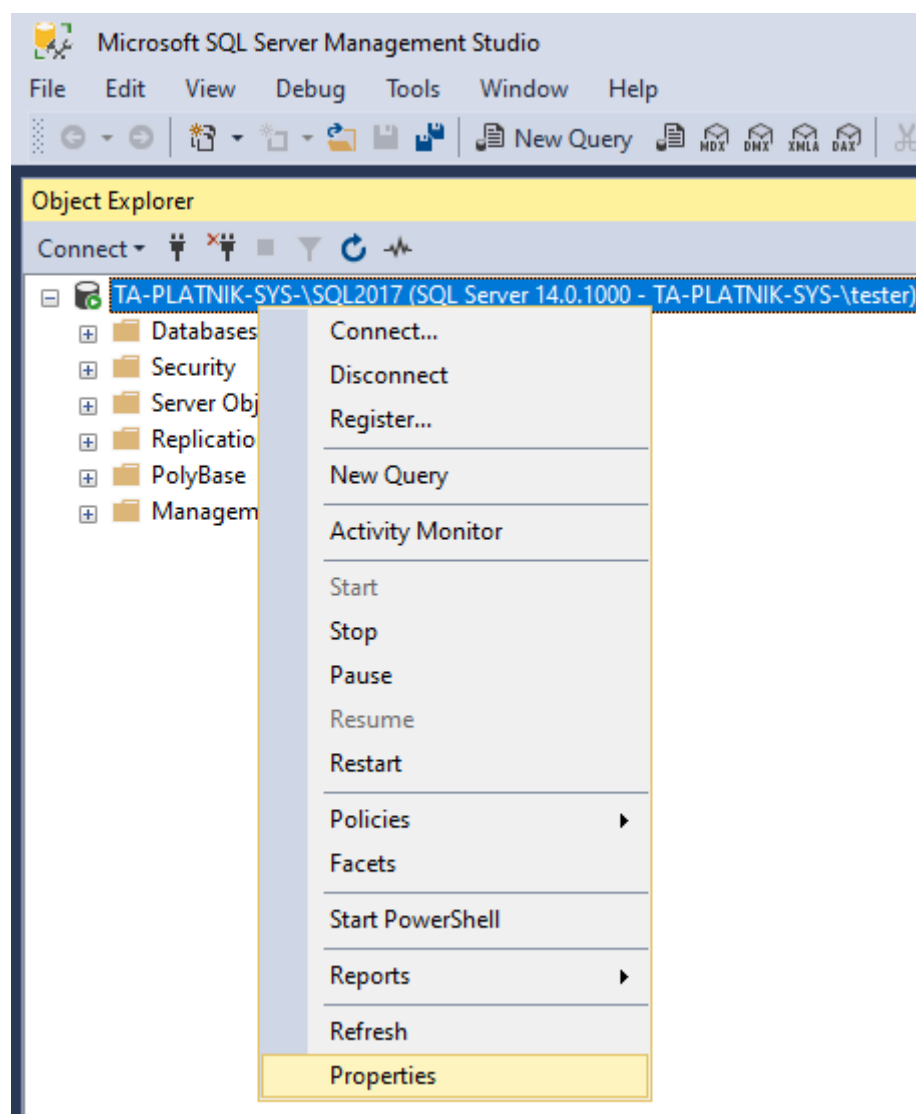 Microsoft SQL Server Management Studio
File Edit View Debug Tools Window Help
New Query MDX DMX XMLA DAX
Object Explorer
Connect
TA-PLATNIK-SYS-\SQL2017 (SQL Server 14.0.1000 - TA-PLATNIK-SYS-\tester)
Databases
Security
Server Obj
Replicatio
PolyBase
Managem
Connect...
Disconnect
Register...
New Query
Activity Monitor
Start
Stop
Pause
Resume
Restart
Policies
Facets
Start PowerShell
Reports
Refresh
Properties